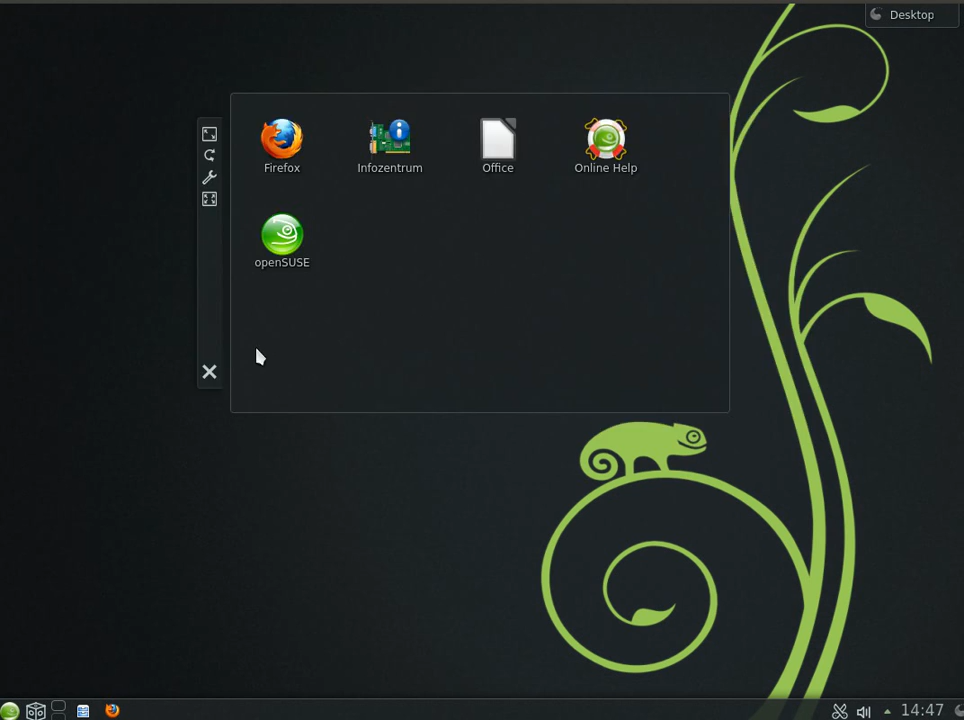 Desktop
Firefox
Infozentrum
Office
Online Help
openSUSE
14:47